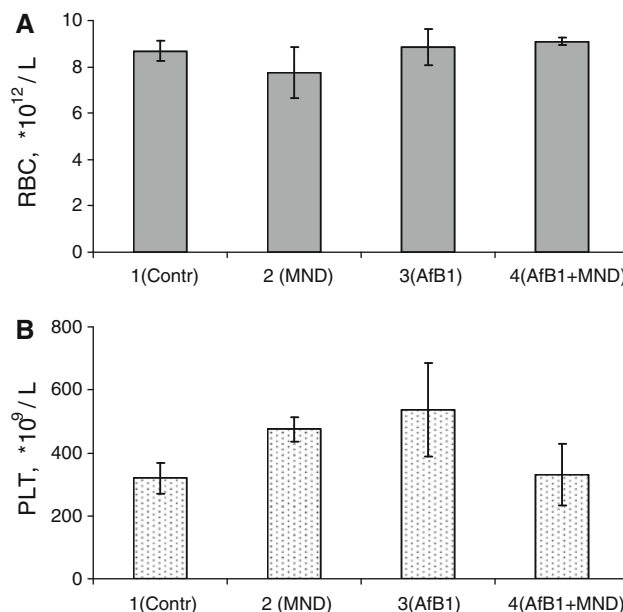 A
10
8
6
4
2
0
RBC, *10^12/ L
1(Contr) 2 (MND) 3(AfB1) 4(AfB1+MND)
B
800
600
400
200
0
PLT, *10^9/ L
1(Contr) 2 (MND) 3(AfB1) 4(AfB1+MND)